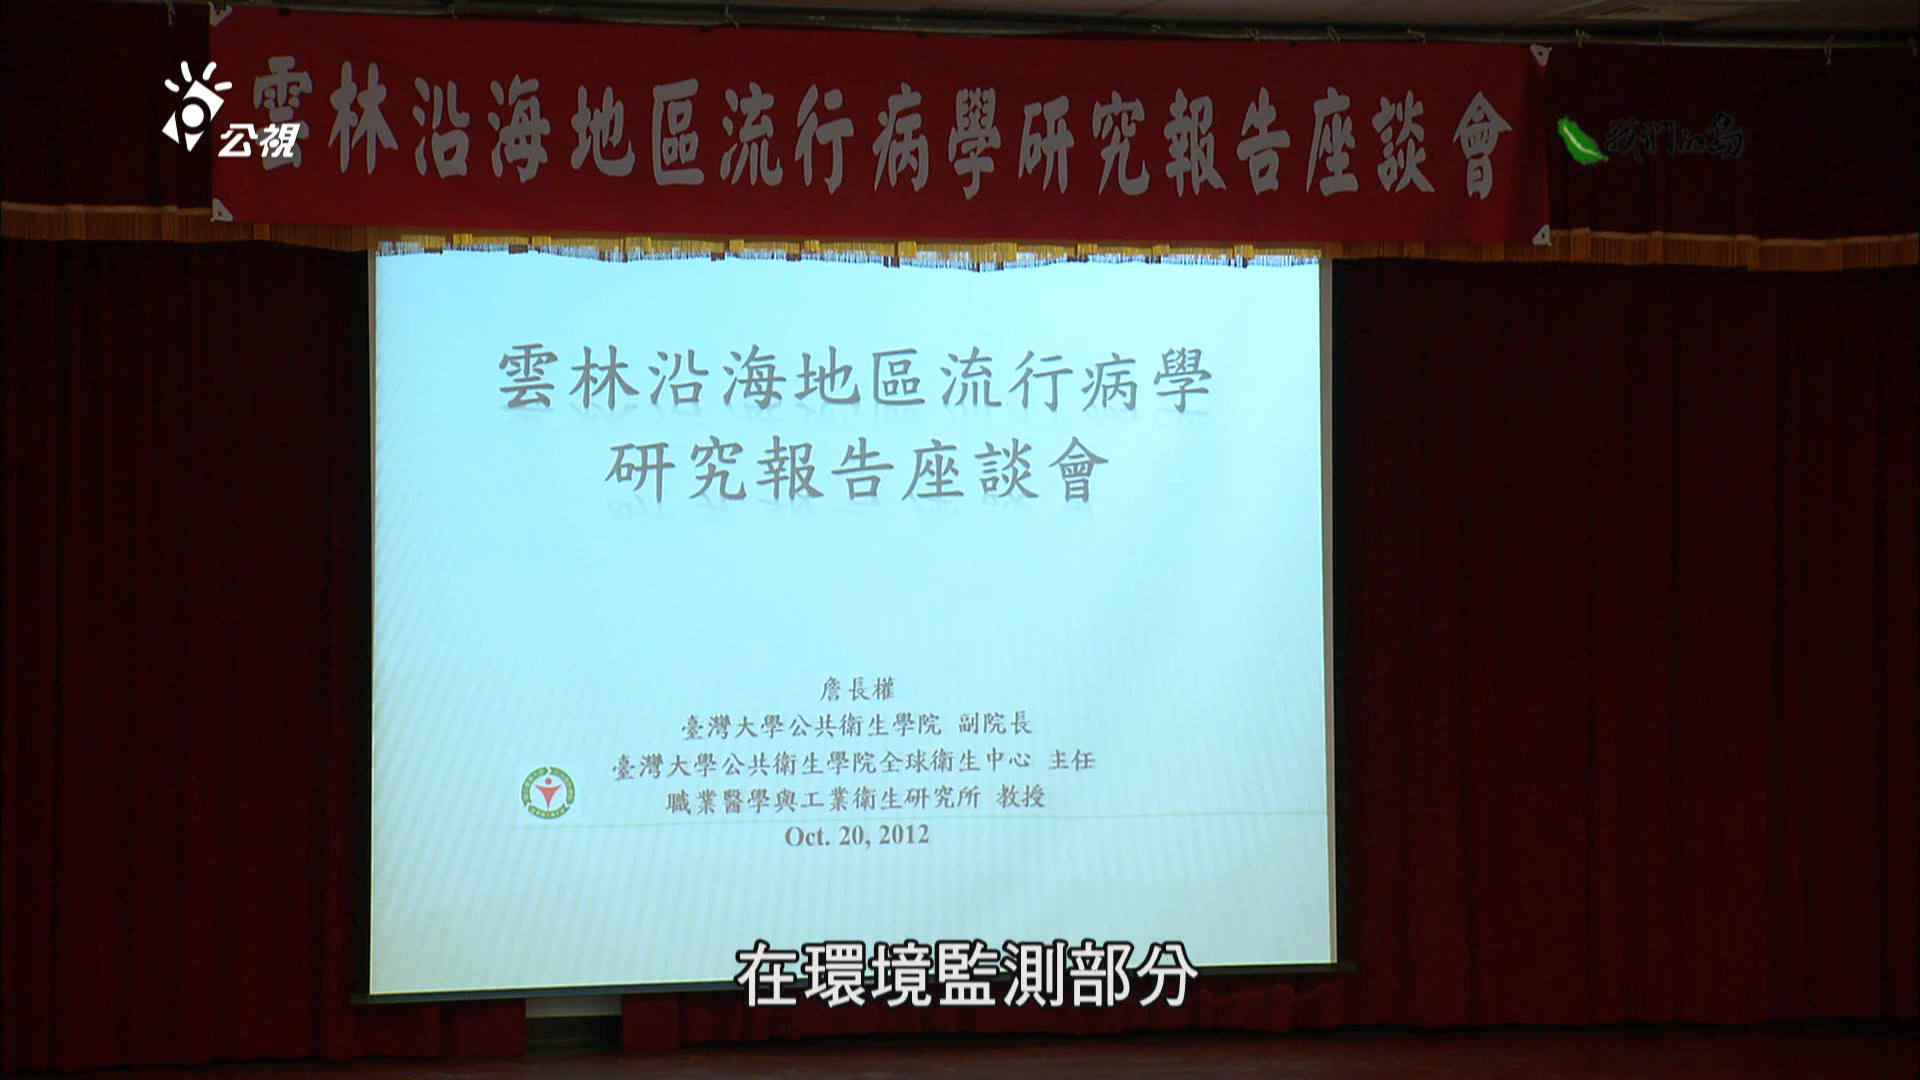 雲林沿海地區流行病學研究報告座談會
公視
我們的島
雲林沿海地區流行病學
研究報告座談會
詹長權
臺灣大學公共衛生學院 副院長
臺灣大學公共衛生學院全球衛生中心 主任
職業醫學與工業衛生研究所 教授
Oct. 20, 2012
在環境監測部分